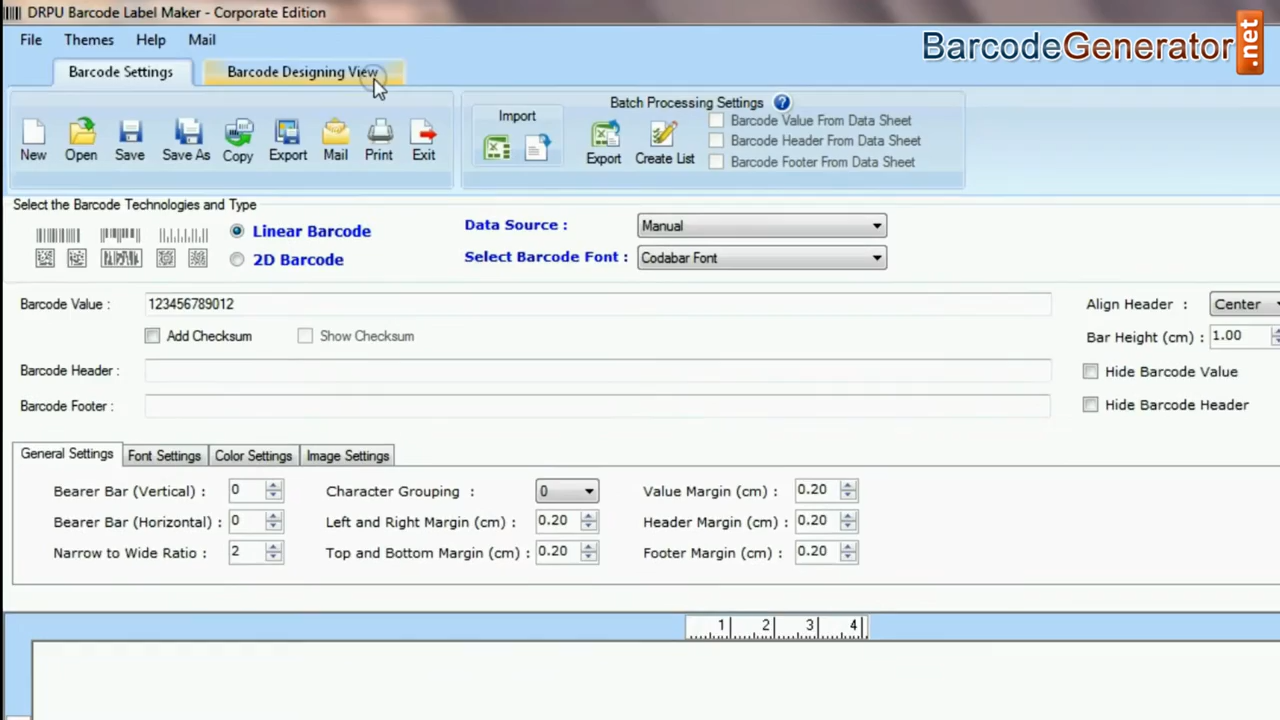 DRPU Barcode Label Maker - Corporate Edition
File Themes Help Mail
BarcodeGenerator.net
Barcode Settings Barcode Designing View
New Open Save Save As Copy Export Mail Print Exit
Import
Batch Processing Settings ?
Export Create List
Barcode Value From Data Sheet
Barcode Header From Data Sheet
Barcode Footer From Data Sheet
Select the Barcode Technologies and Type
Linear Barcode
2D Barcode
Data Source : Manual
Select Barcode Font : Codabar Font
Barcode Value : 123456789012
Add Checksum Show Checksum
Barcode Header :
Barcode Footer :
Align Header : Center
Bar Height (cm) : 1.00
Hide Barcode Value
Hide Barcode Header
General Settings Font Settings Color Settings Image Settings
Bearer Bar (Vertical) : 0 Character Grouping : 0 Value Margin (cm) : 0.20
Bearer Bar (Horizontal) : 0 Left and Right Margin (cm) : 0.20 Header Margin (cm) : 0.20
Narrow to Wide Ratio : 2 Top and Bottom Margin (cm) : 0.20 Footer Margin (cm) : 0.20
1 2 3 4